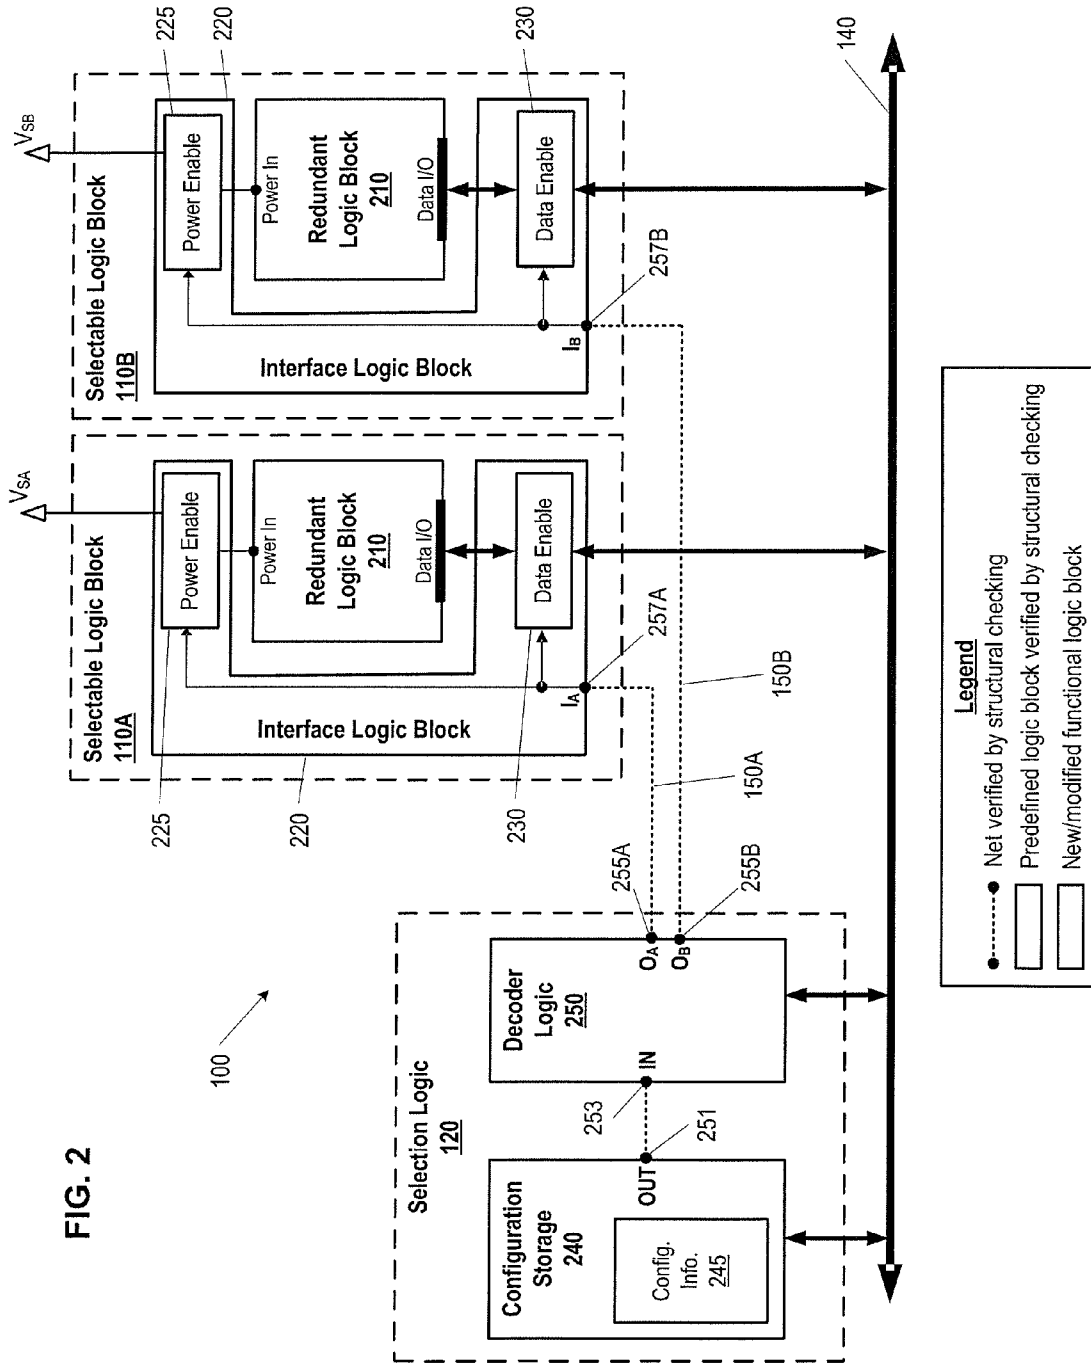 FIG. 2
100
Selection Logic
120
Configuration
Storage
240
Config.
Info.
245
OUT
251
253
IN
Decoder
Logic
250
OA
OB
255A
255B
150A
150B
Selectable Logic Block
110A
VSA
225
Power Enable
Power In
Redundant
Logic Block
210
Data I/O
Data Enable
230
220
Interface Logic Block
IA
257A
Selectable Logic Block
110B
VSB
225
220
Power Enable
Power In
Redundant
Logic Block
210
Data I/O
Data Enable
230
Interface Logic Block
IB
257B
140
Legend
Net verified by structural checking
Predefined logic block verified by structural checking
New/modified functional logic block